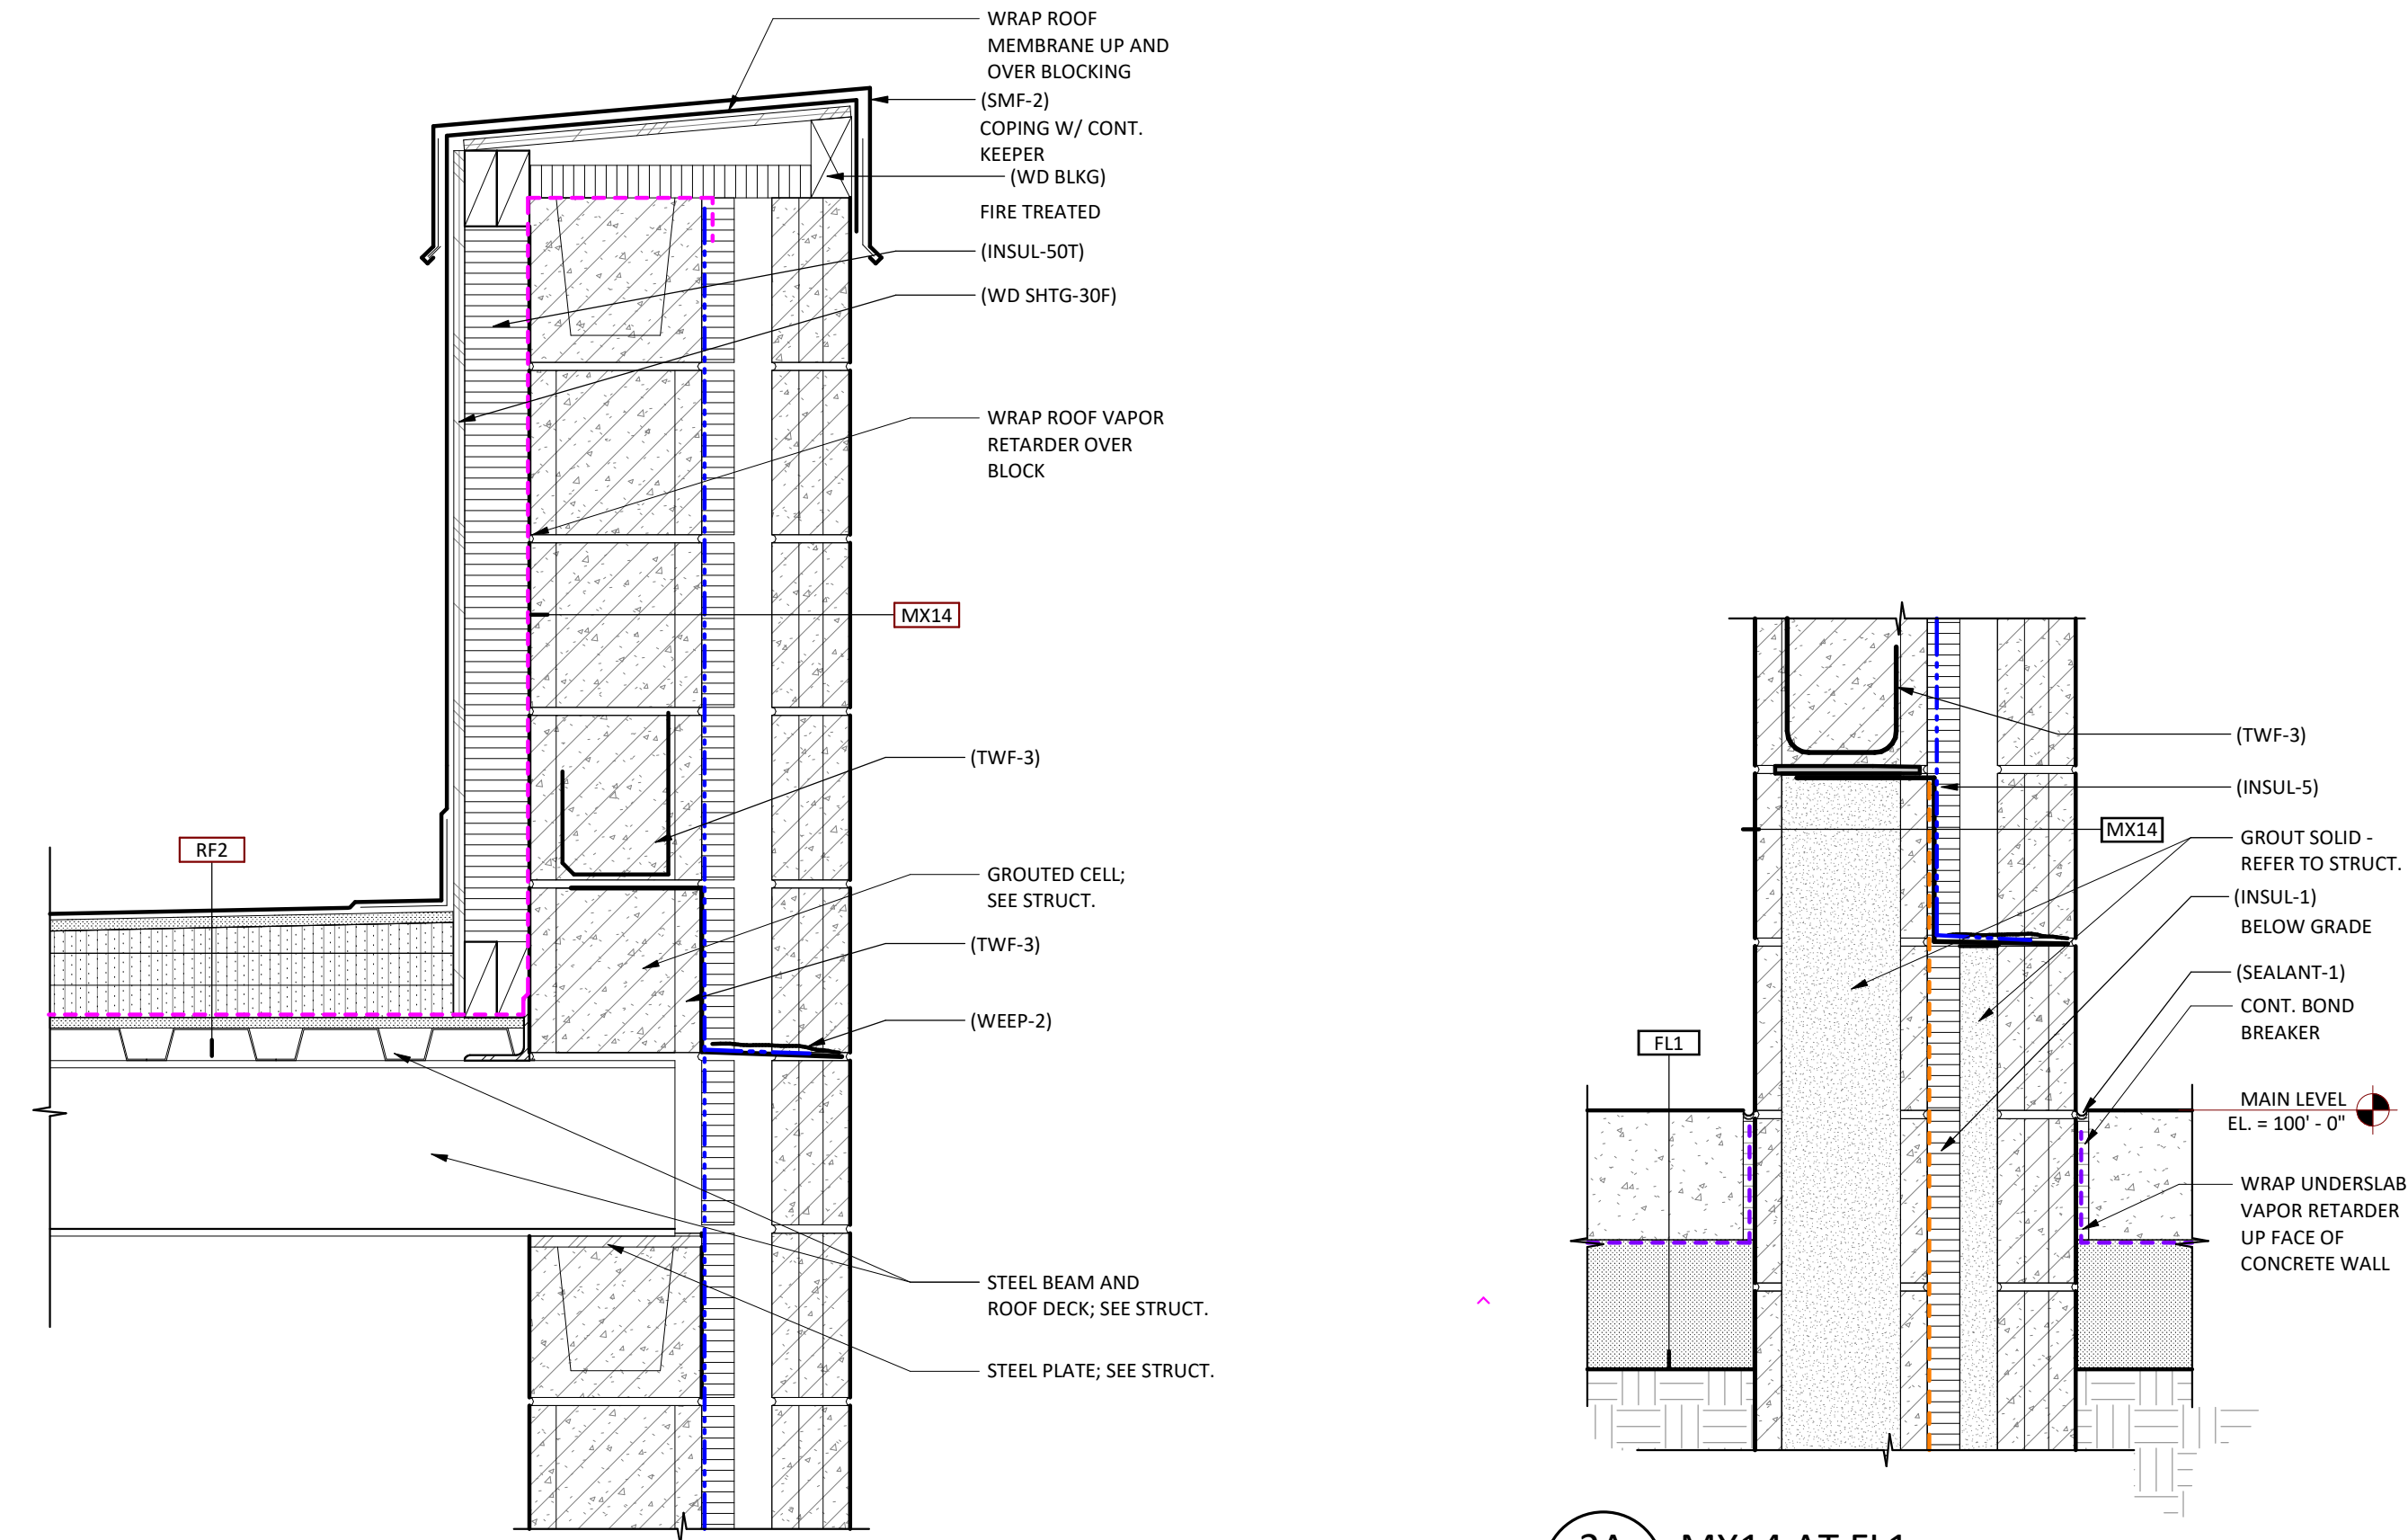 WRAP ROOF
MEMBRANE UP AND
OVER BLOCKING
(SMF-2)
COPING W/ CONT.
KEEPER
(WD BLKG)
FIRE TREATED
(INSUL-50T)
(WD SHTG-30F)
WRAP ROOF VAPOR
RETARDER OVER
BLOCK
MX14
(TWF-3)
RF2
GROUTED CELL;
SEE STRUCT.
(TWF-3)
(WEEP-2)
STEEL BEAM AND
ROOF DECK; SEE STRUCT.
STEEL PLATE; SEE STRUCT.
(TWF-3)
(INSUL-5)
MX14
GROUT SOLID -
REFER TO STRUCT.
(INSUL-1)
BELOW GRADE
(SEALANT-1)
CONT. BOND
BREAKER
FL1
MAIN LEVEL
EL. = 100' - 0"
WRAP UNDERSLAB
VAPOR RETARDER
UP FACE OF
CONCRETE WALL
2A MX14 AT FL1